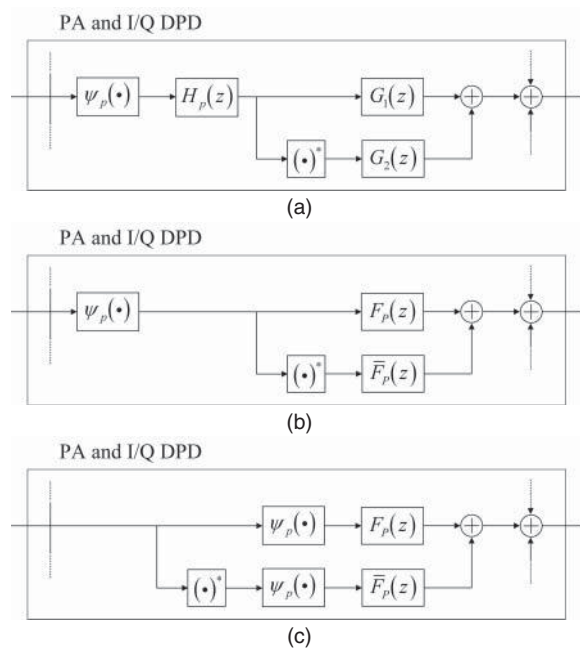 PA and I/Q DPD
ψ_p(•) H_p(z) G_1(z) +  +
(•)* G_2(z)
(a)
PA and I/Q DPD
ψ_p(•) F_P(z) + +
(•)* F̅_P(z)
(b)
PA and I/Q DPD
ψ_p(•) F_P(z) + +
(•)* ψ_p(•) F̅_P(z)
(c)